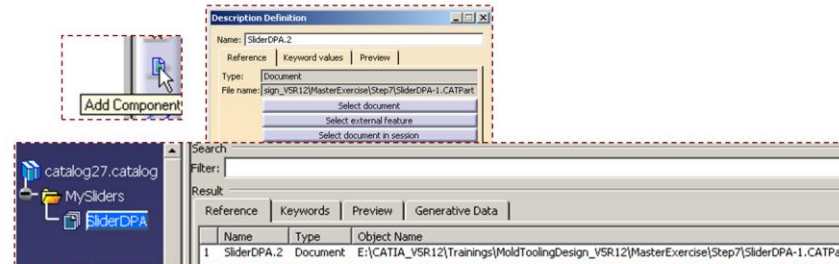 Add Component
Description Definition
Name: SliderDPA.2
Reference Keyword values Preview
Type: Document
File name: sign_V5R12\MasterExercise\Step7\SliderDPA-1.CATPart
Select document
Select external feature
Select document in session
catalog27.catalog
MySliders
SliderDPA
Search
Filter:
Result
Reference Keywords Preview Generative Data
Name Type Object Name
1 SliderDPA.2 Document E:\CATIA_V5R12\Trainings\MoldToolingDesign_V5R12\MasterExercise\Step7\SliderDPA-1.CATPa